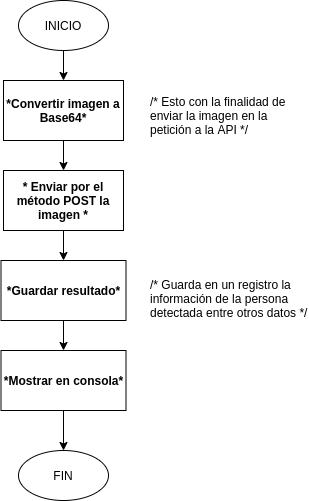 INICIO
*Convertir imagen a
Base64*
/* Esto con la finalidad de
enviar la imagen en la
petición a la API */
* Enviar por el
método POST la
imagen *
*Guardar resultado*
/* Guarda en un registro la
información de la persona
detectada entre otros datos */
*Mostrar en consola*
FIN